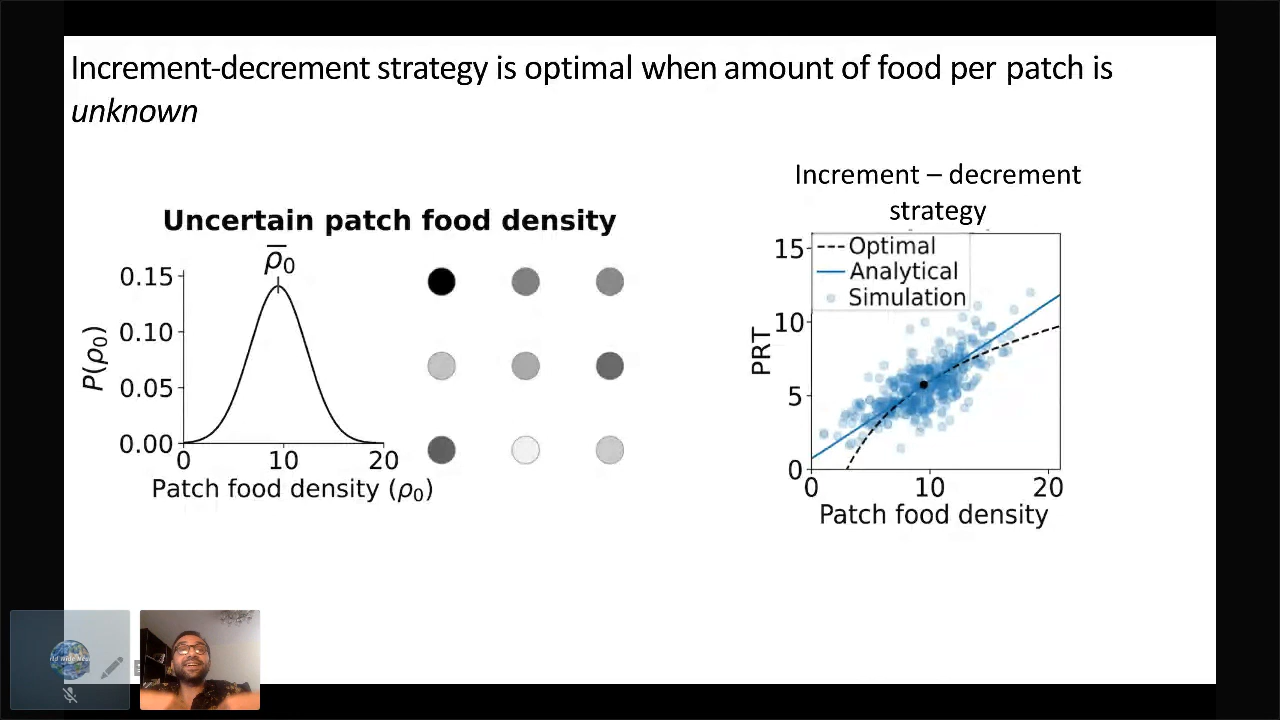 Increment-decrement strategy is optimal when amount of food per patch is
unknown
Uncertain patch food density
ρ̅₀
0.15
0.10
0.05
0.00
P(ρ₀)
0 10 20
Patch food density (ρ₀)
Increment – decrement
strategy
Optimal
Analytical
Simulation
15
10
5
0
PRT
0 10 20
Patch food density